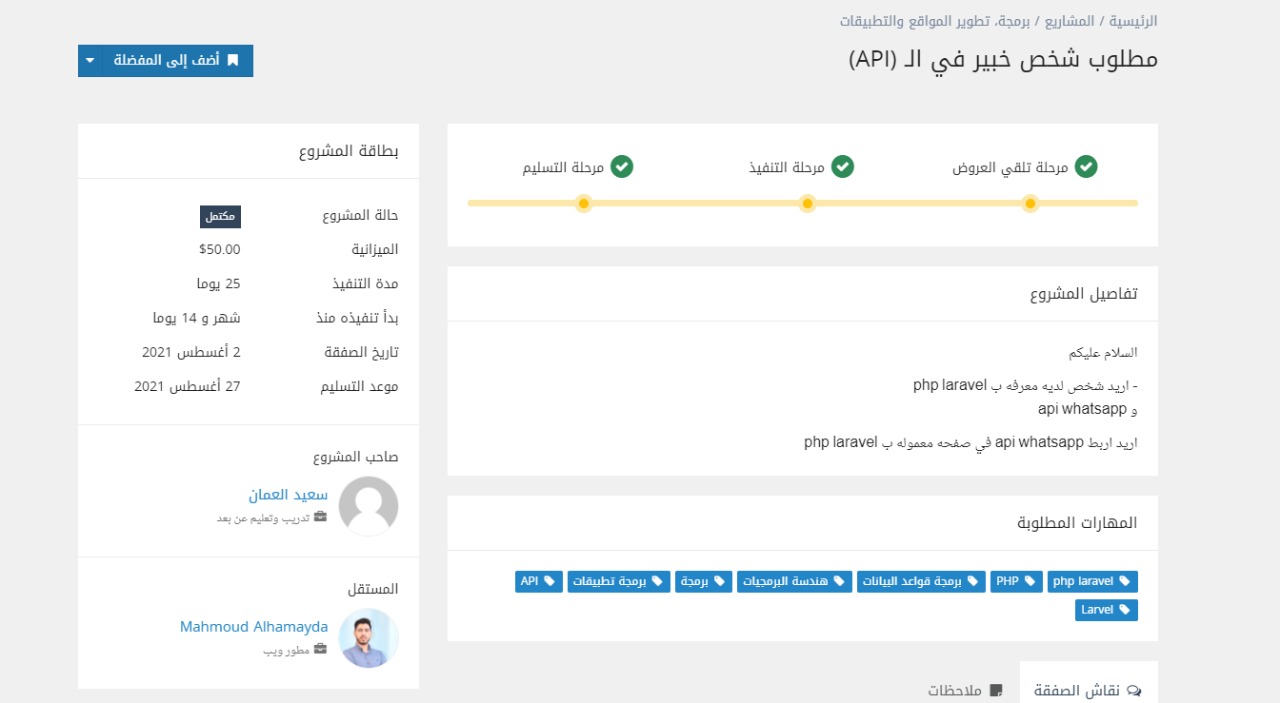 الرئيسية / المشاريع / برمجة، تطوير المواقع والتطبيقات
مطلوب شخص خبير في الـ (API)
أضف إلى المفضلة
مرحلة تلقي العروض
مرحلة التنفيذ
مرحلة التسليم
تفاصيل المشروع
السلام عليكم
- اريد شخص لديه معرفه ب php laravel
و api whatsapp
اريد اربط api whatsapp في صفحه معموله ب php laravel
المهارات المطلوبة
php laravel PHP برمجة قواعد البيانات هندسة البرمجيات برمجة برمجة تطبيقات API
Larvel
نقاش الصفقة
ملاحظات
بطاقة المشروع
حالة المشروع مكتمل
الميزانية $50.00
مدة التنفيذ 25 يوما
بدأ تنفيذه منذ شهر و 14 يوما
تاريخ الصفقة 2 أغسطس 2021
موعد التسليم 27 أغسطس 2021
صاحب المشروع
سعيد العمان
تدريب وتعليم عن بعد
المستقل
Mahmoud Alhamayda
مطور ويب